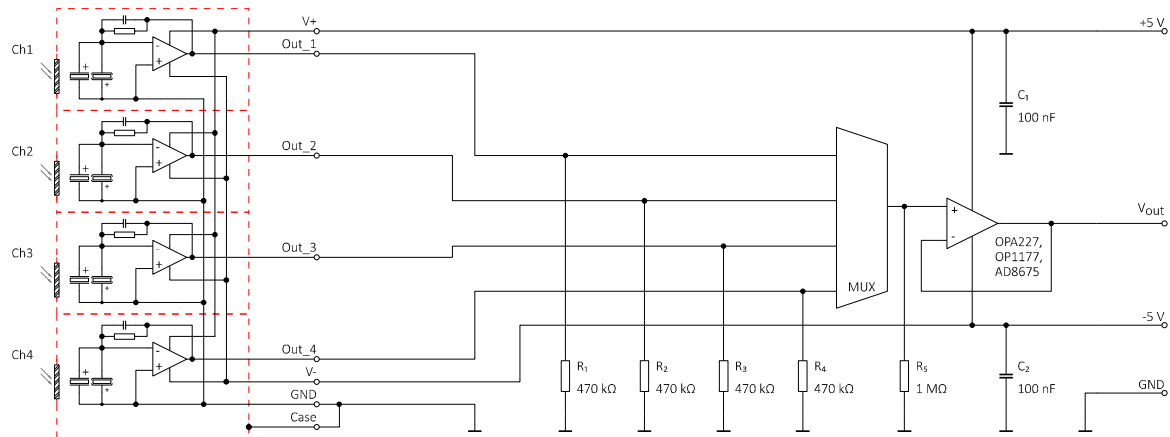 V+
+5 V
Ch1
Out_1
C₁
100 nF
Ch2
Out_2
Vout
Ch3
Out_3
OPA227,
OP1177,
AD8675
MUX
-5 V
Ch4
Out_4
V-
R₁
470 kΩ
R₂
470 kΩ
R₃
470 kΩ
R₄
470 kΩ
R₅
1 MΩ
C₂
100 nF
GND
GND
Case